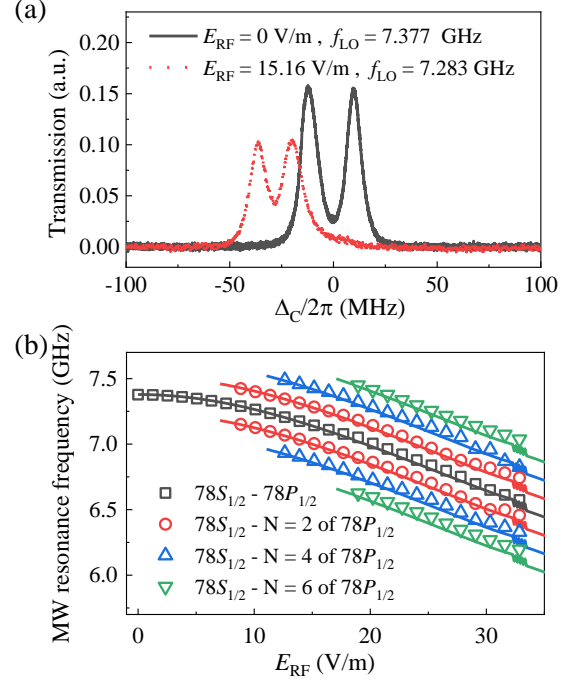 (a)
0.20
0.15
0.10
0.05
0.00
Transmission (a.u.)
E_RF = 0 V/m , f_LO = 7.377 GHz
E_RF = 15.16 V/m , f_LO = 7.283 GHz
-100 -50 0 50 100
Δ_C/2π (MHz)
(b)
7.5
7.0
6.5
6.0
MW resonance frequency (GHz)
78S_1/2 - 78P_1/2
78S_1/2 - N = 2 of 78P_1/2
78S_1/2 - N = 4 of 78P_1/2
78S_1/2 - N = 6 of 78P_1/2
0 10 20 30
E_RF (V/m)